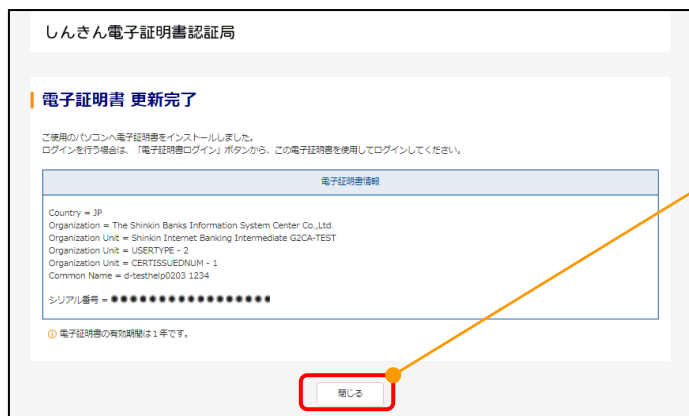 しんきん電子証明書認証局
電子証明書 更新完了
ご使用のパソコンへ電子証明書をインストールしました。
ログインを行う場合は、「電子証明書ログイン」ボタンから、この電子証明書を使用してログインしてください。
電子証明書情報
Country = JP
Organization = The Shinkin Banks Information System Center Co.,Ltd.
Organization Unit = Shinkin Internet Banking Intermediate G2CA-TEST
Organization Unit = USERTYPE - 2
Organization Unit = CERTISSUEDNUM - 1
Common Name = d-testhelp0203 1234
シリアル番号 = ●●●●●●●●●●●●●●●●●
電子証明書の有効期間は1年です。
閉じる